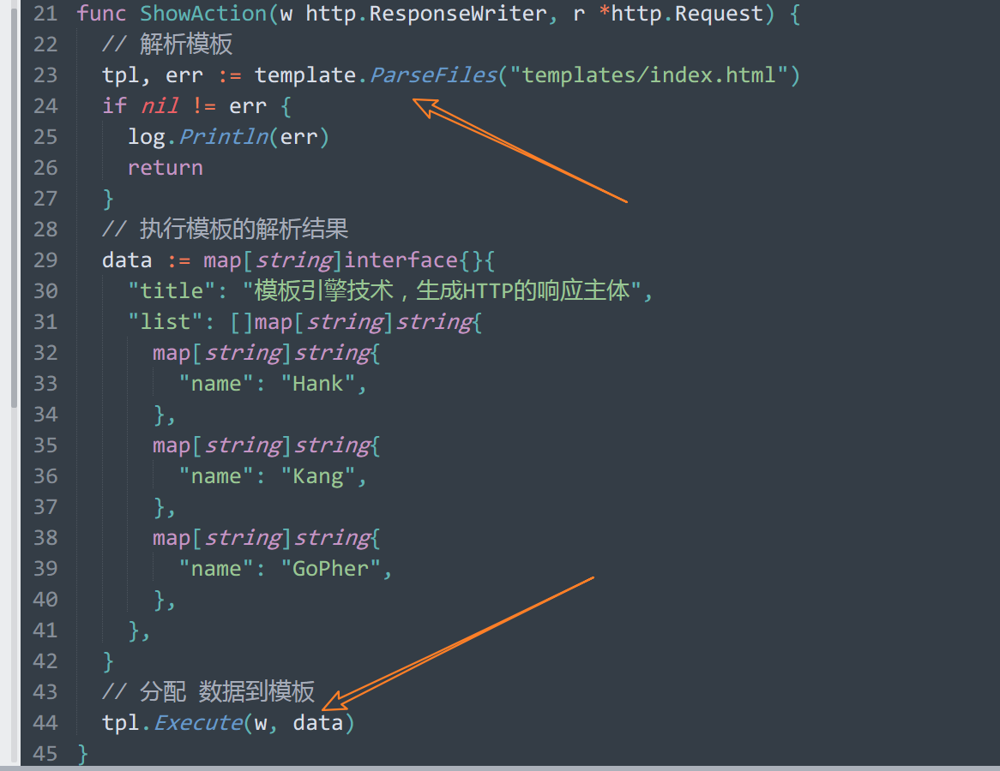 21 func ShowAction(w http.ResponseWriter, r *http.Request) {
22 // 解析模板
23 tpl, err := template.ParseFiles("templates/index.html")
24 if nil != err {
25 log.Println(err)
26 return
27 }
28 // 执行模板的解析结果
29 data := map[string]interface{}{
30 "title": "模板引擎技术，生成HTTP的响应主体",
31 "list": []map[string]string{
32 map[string]string{
33 "name": "Hank",
34 },
35 map[string]string{
36 "name": "Kang",
37 },
38 map[string]string{
39 "name": "GoPher",
40 },
41 },
42 }
43 // 分配 数据到模板
44 tpl.Execute(w, data)
45 }